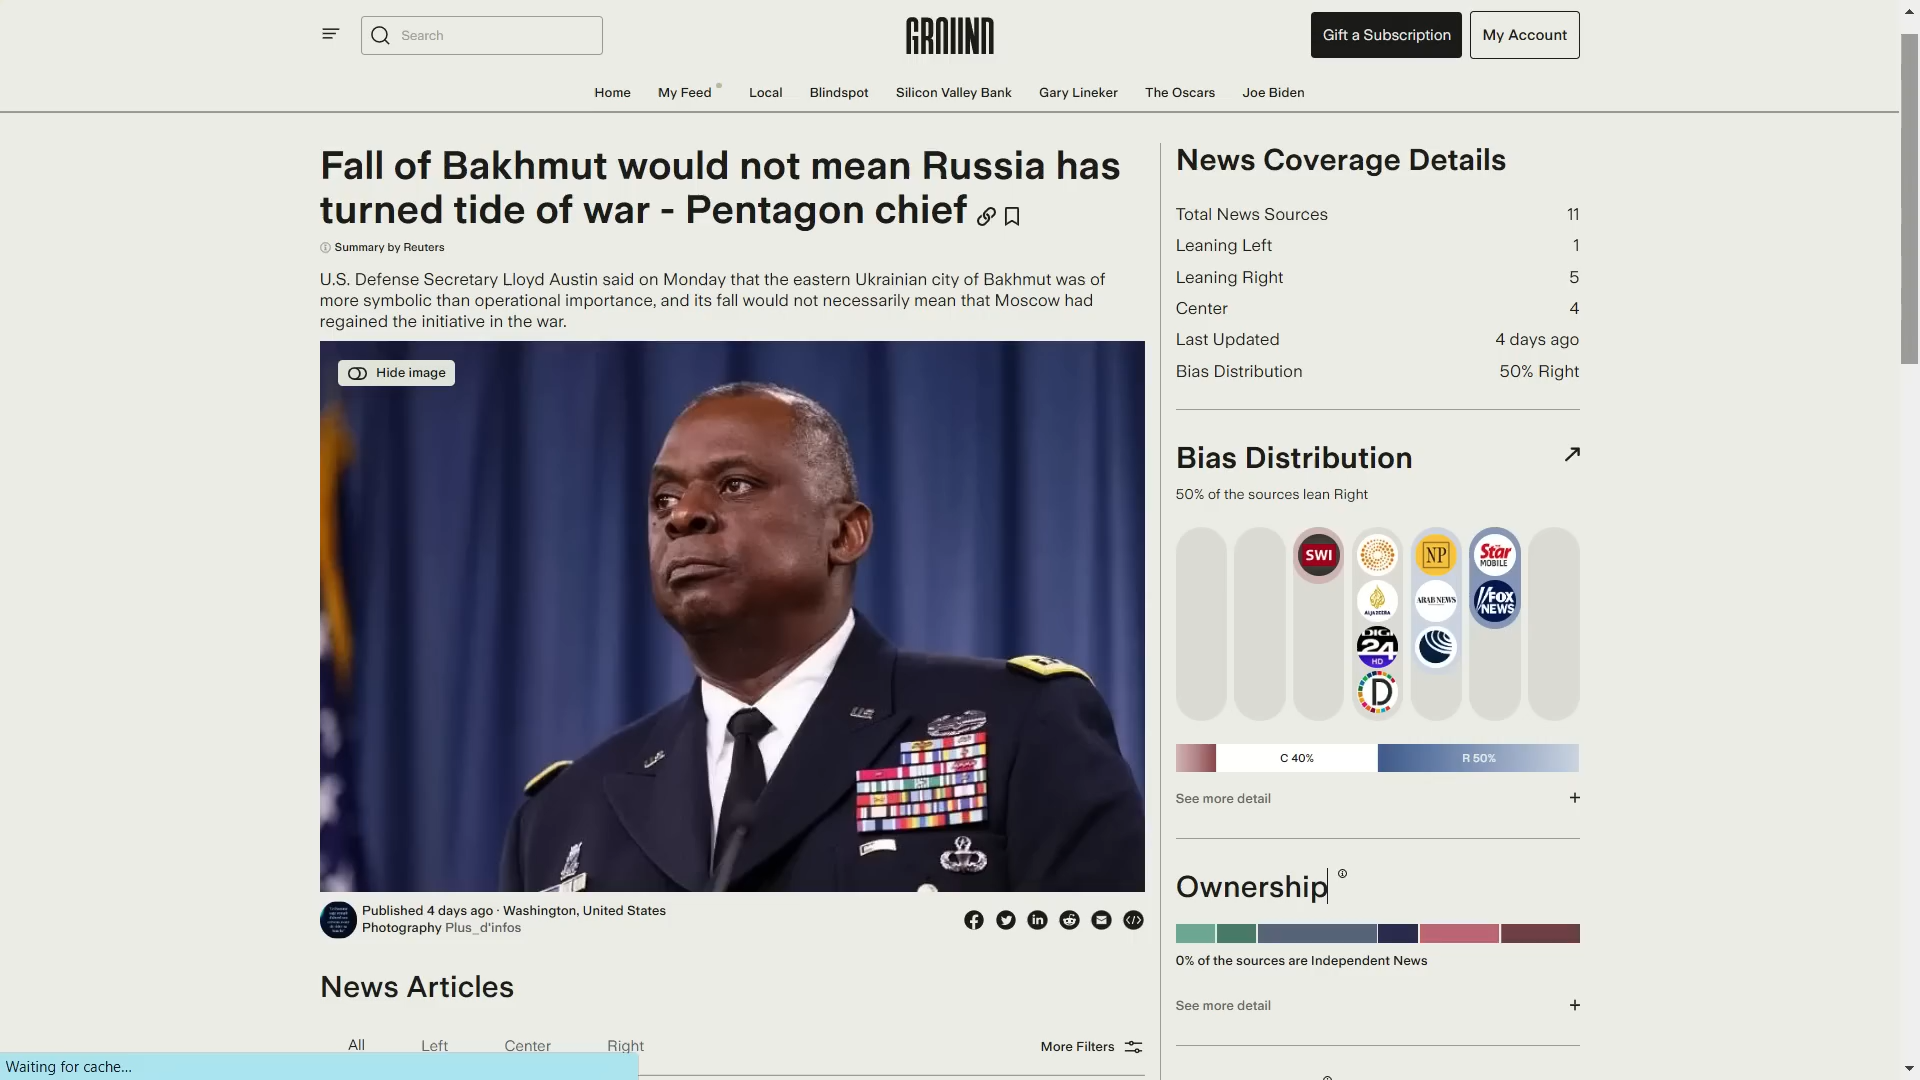 Search
GROUND
Gift a Subscription
My Account
Home
My Feed
Local
Blindspot
Silicon Valley Bank
Gary Lineker
The Oscars
Joe Biden
Fall of Bakhmut would not mean Russia has
turned tide of war - Pentagon chief
Summary by Reuters
U.S. Defense Secretary Lloyd Austin said on Monday that the eastern Ukrainian city of Bakhmut was of
more symbolic than operational importance, and its fall would not necessarily mean that Moscow had
regained the initiative in the war.
Hide image
U.S
U.S
Published 4 days ago · Washington, United States
Photography Plus_d'infos
News Articles
All
Left
Center
Right
More Filters
Waiting for cache...
News Coverage Details
Total News Sources 11
Leaning Left 1
Leaning Right 5
Center 4
Last Updated 4 days ago
Bias Distribution 50% Right
Bias Distribution
50% of the sources lean Right
SWI
NP
Star
MOBILE
ALJAZEERA
ARAB NEWS
FOX
NEWS
DIGI
24
HD
D
C 40%
R 50%
See more detail +
Ownership
0% of the sources are Independent News
See more detail +